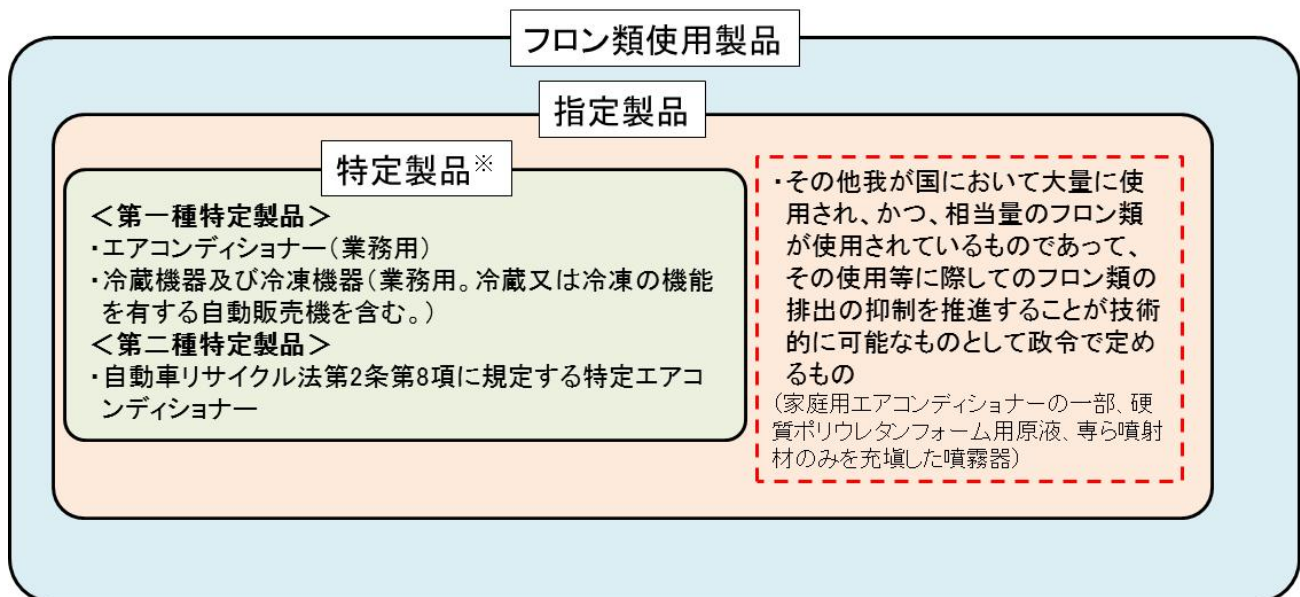 フロン類使用製品
指定製品
特定製品※
＜第一種特定製品＞
・エアコンディショナー（業務用）
・冷蔵機器及び冷凍機器（業務用。冷蔵又は冷凍の機能
を有する自動販売機を含む。）
＜第二種特定製品＞
・自動車リサイクル法第2条第8項に規定する特定エアコ
ンディショナー
・その他我が国において大量に使
用され、かつ、相当量のフロン類
が使用されているものであって、
その使用等に際してのフロン類の
排出の抑制を推進することが技術
的に可能なものとして政令で定め
るもの
（家庭用エアコンディショナーの一部、硬
質ポリウレタンフォーム用原液、専ら噴射
材のみを充塡した噴霧器）